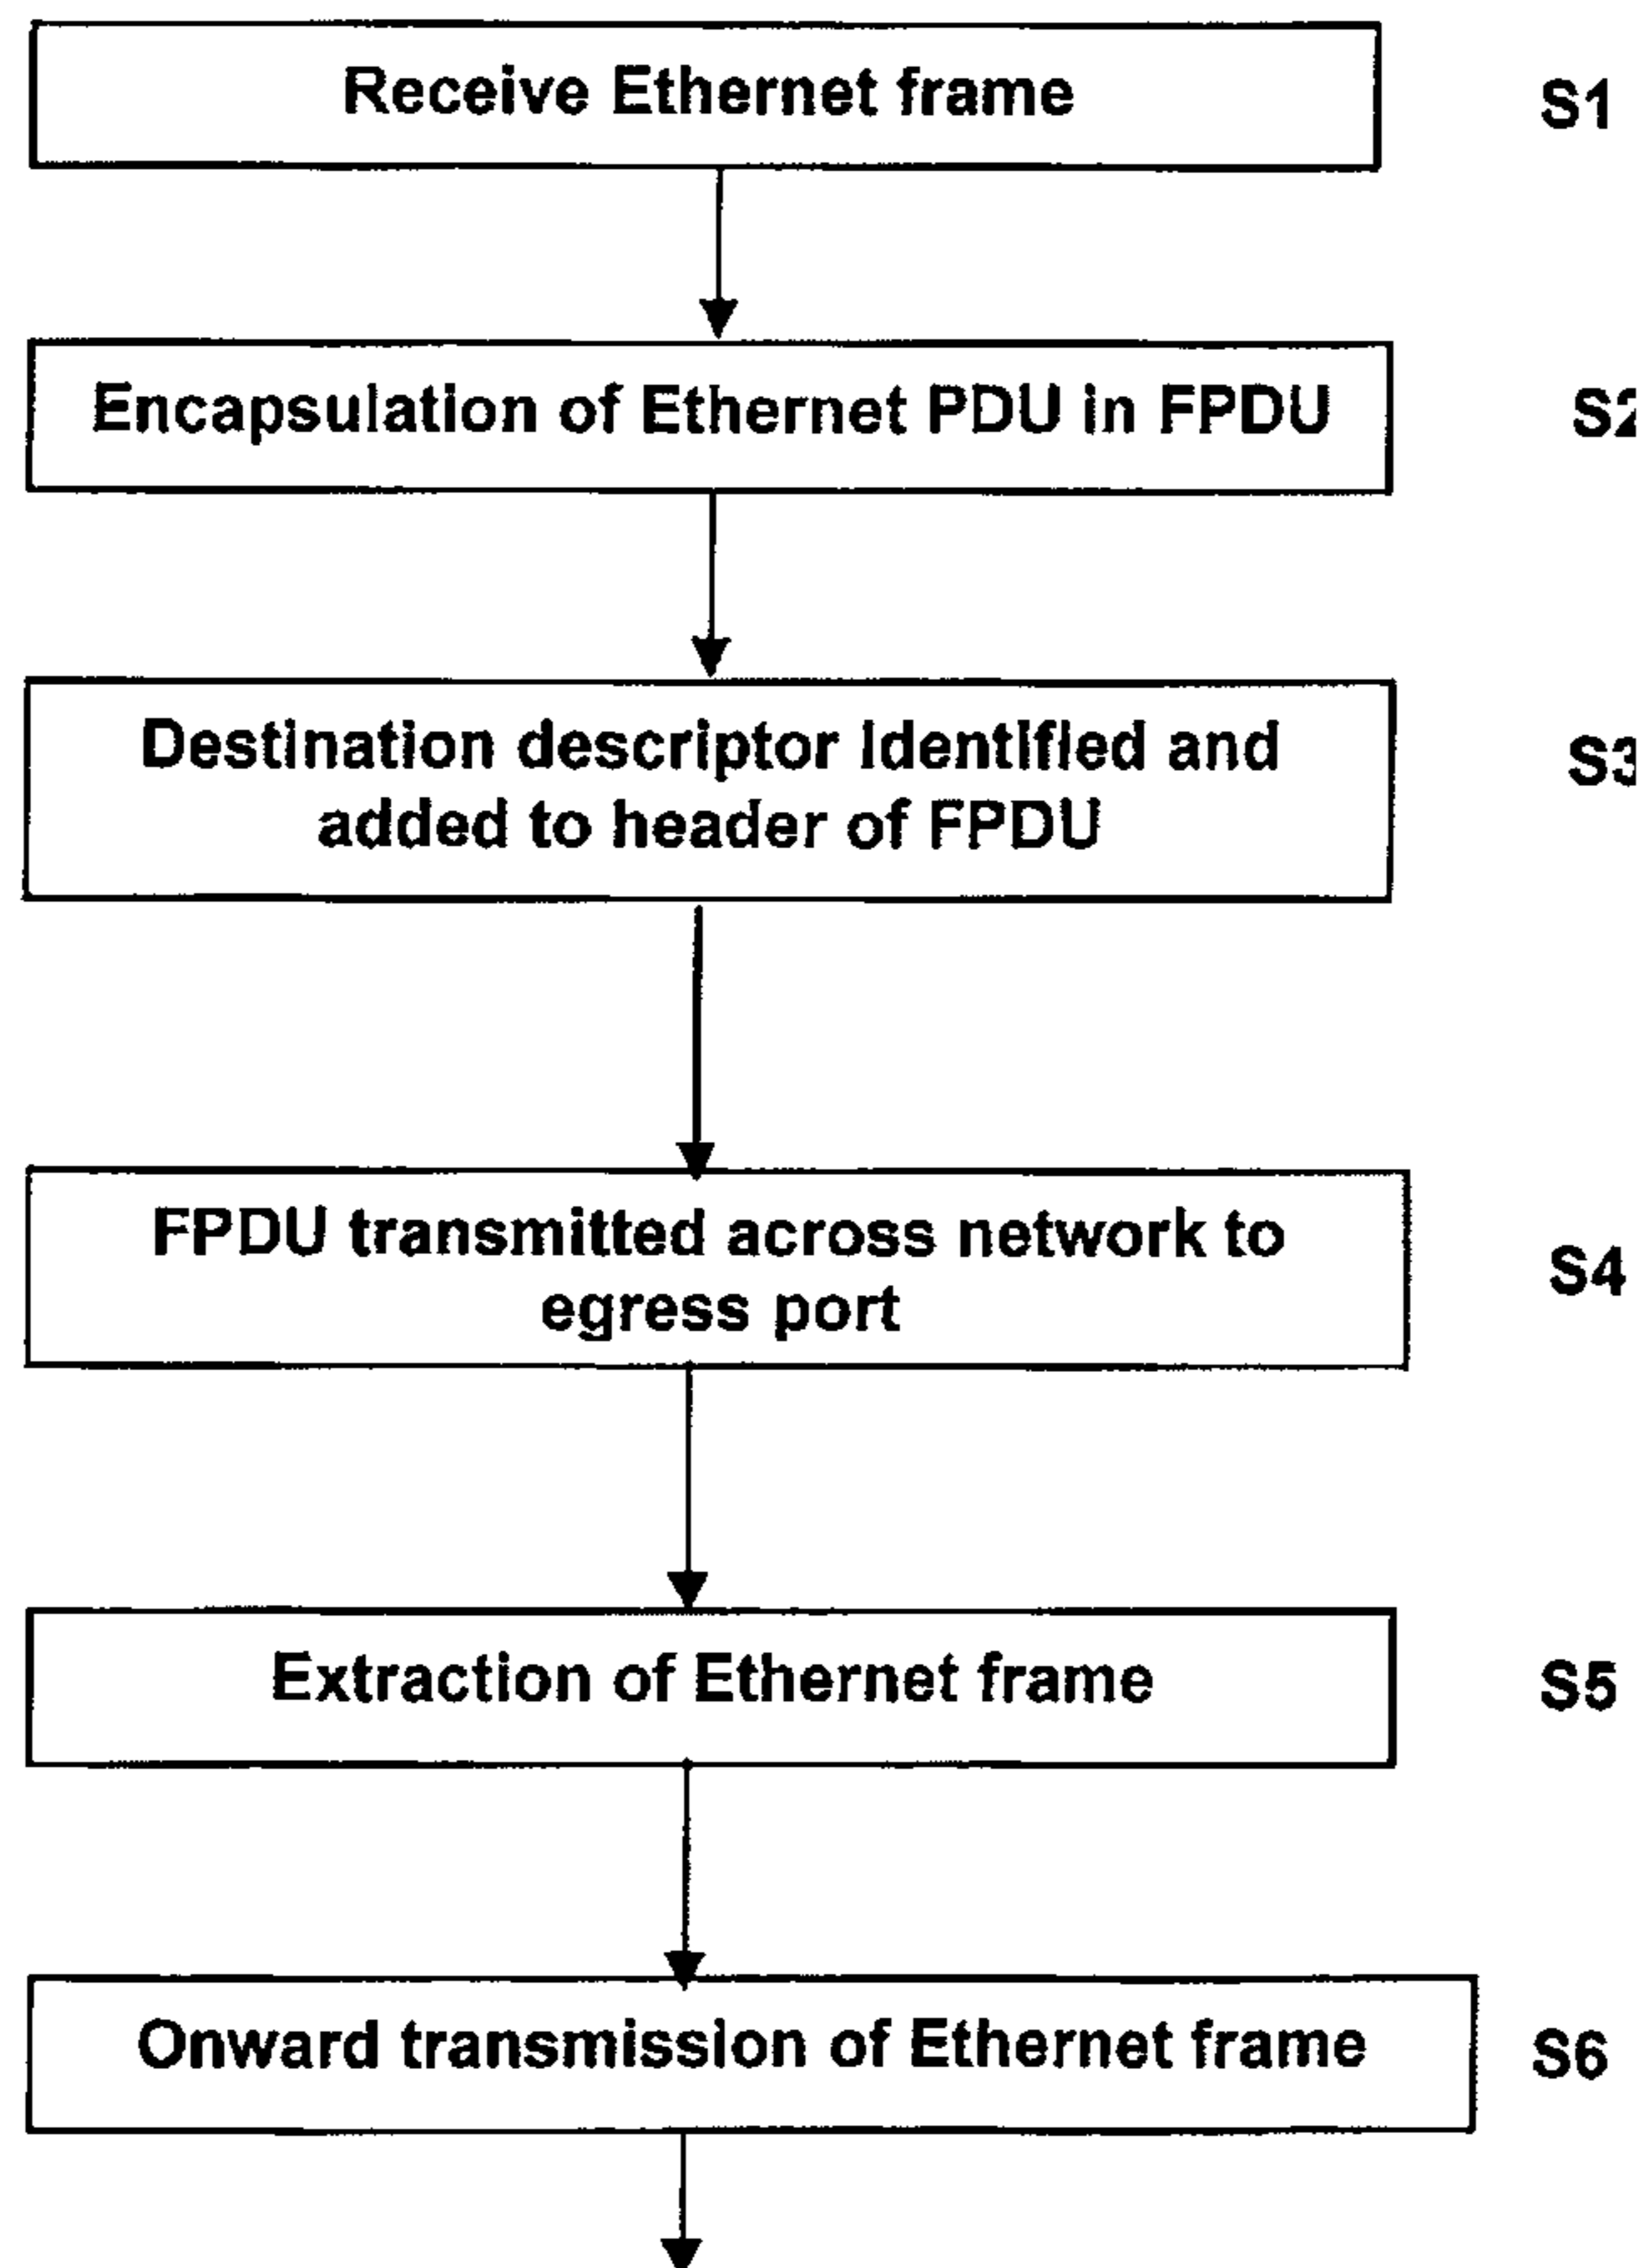 Receive Ethernet frame S1
Encapsulation of Ethernet PDU in FPDU S2
Destination descriptor identified and S3
added to header of FPDU
FPDU transmitted across network to
egress port S4
Extraction of Ethernet frame S5
Onward transmission of Ethernet frame S6